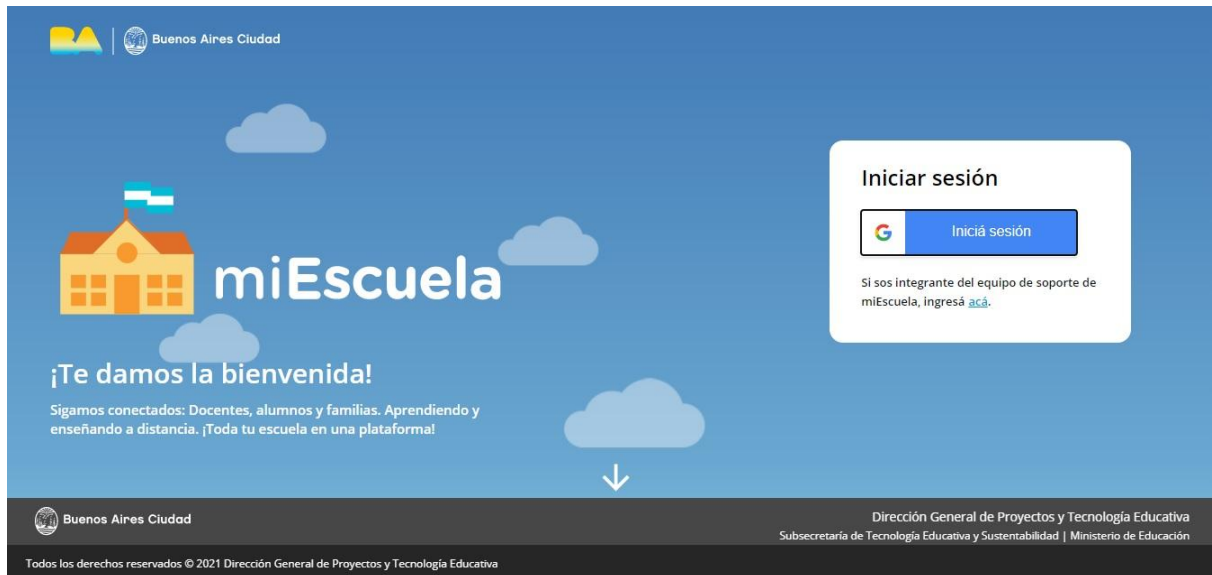 BA
Buenos Aires Ciudad
miEscuela
¡Te damos la bienvenida!
Sigamos conectados: Docentes, alumnos y familias. Aprendiendo y
enseñando a distancia. ¡Toda tu escuela en una plataforma!
Iniciar sesión
G Iniciá sesión
Si sos integrante del equipo de soporte de
miEscuela, ingresá acá.
Buenos Aires Ciudad
Dirección General de Proyectos y Tecnología Educativa
Subsecretaría de Tecnología Educativa y Sustentabilidad | Ministerio de Educación
Todos los derechos reservados © 2021 Dirección General de Proyectos y Tecnología Educativa